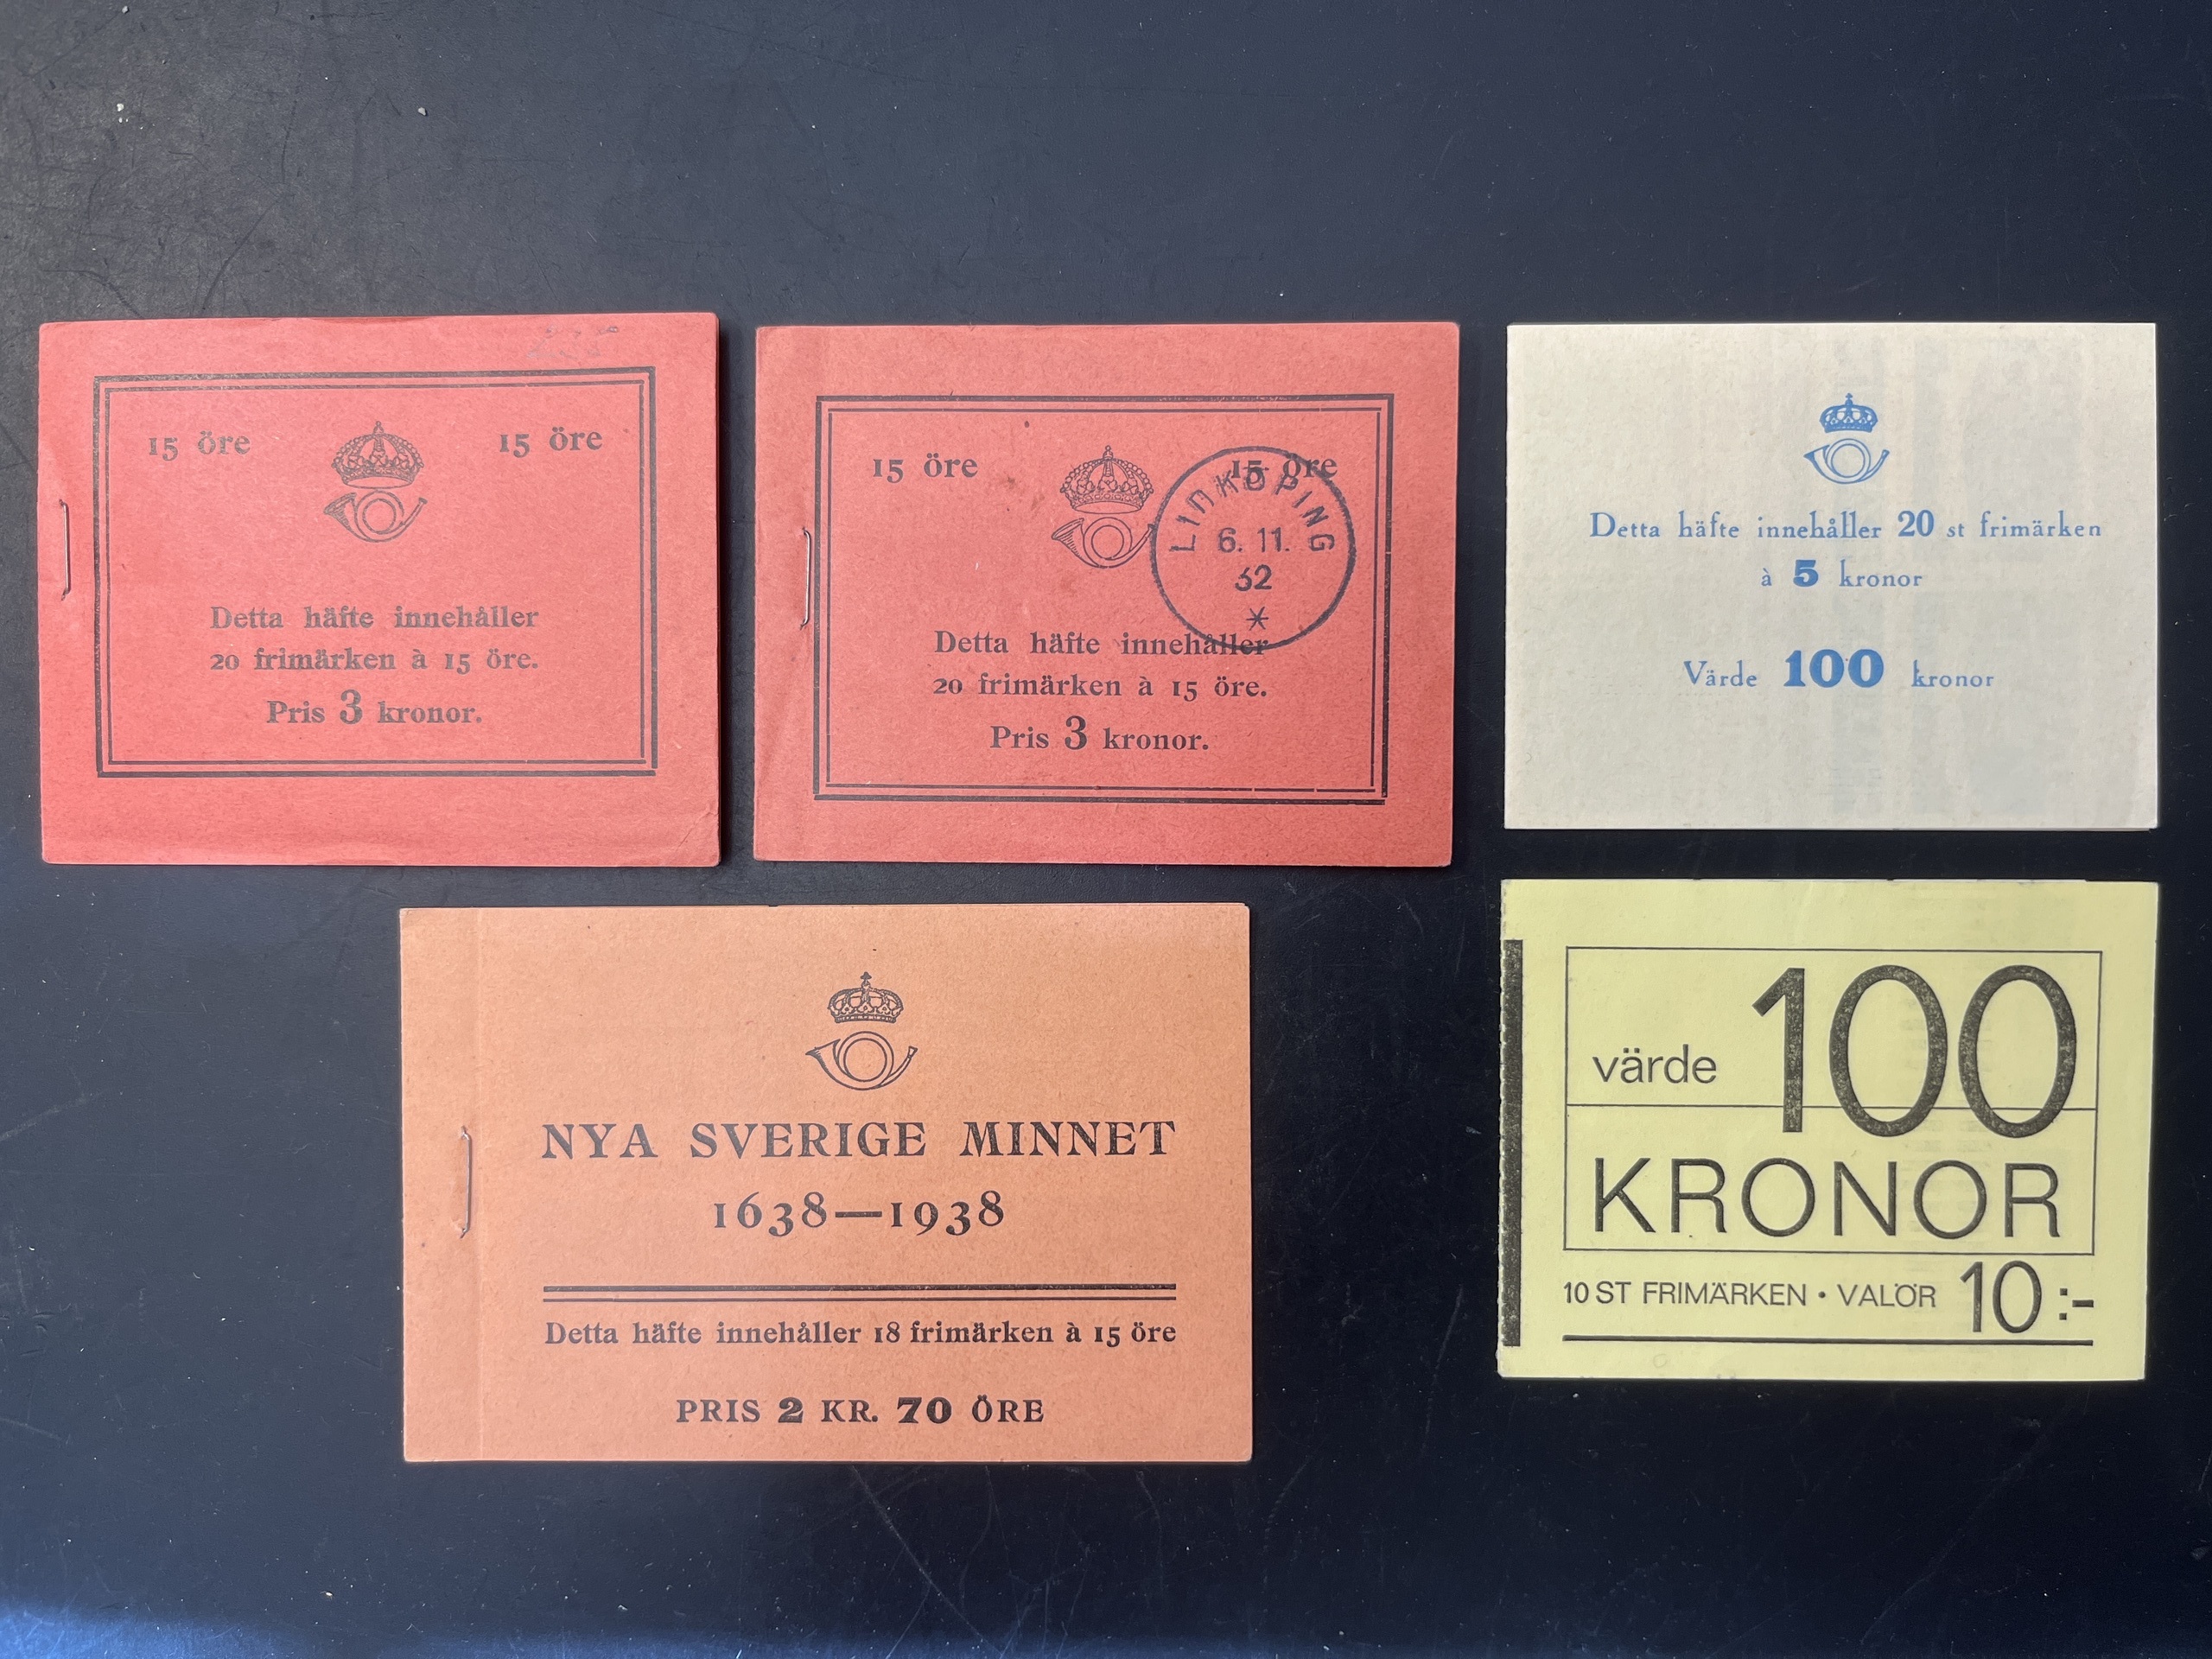 15 öre 15 öre
Detta häfte innehåller
20 frimärken à 15 öre.
Pris 3 kronor.
15 öre 15 öre
LINKÖPING
6. 11.
32
*
Detta häfte innehåller
20 frimärken à 15 öre.
Pris 3 kronor.
Detta häfte innehåller 20 st frimärken
à 5 kronor
Värde 100 kronor
NYA SVERIGE MINNET
1638—1938
Detta häfte innehåller 18 frimärken à 15 öre
PRIS 2 KR. 70 ÖRE
värde 100
KRONOR
10 ST FRIMÄRKEN • VALÖR 10:-